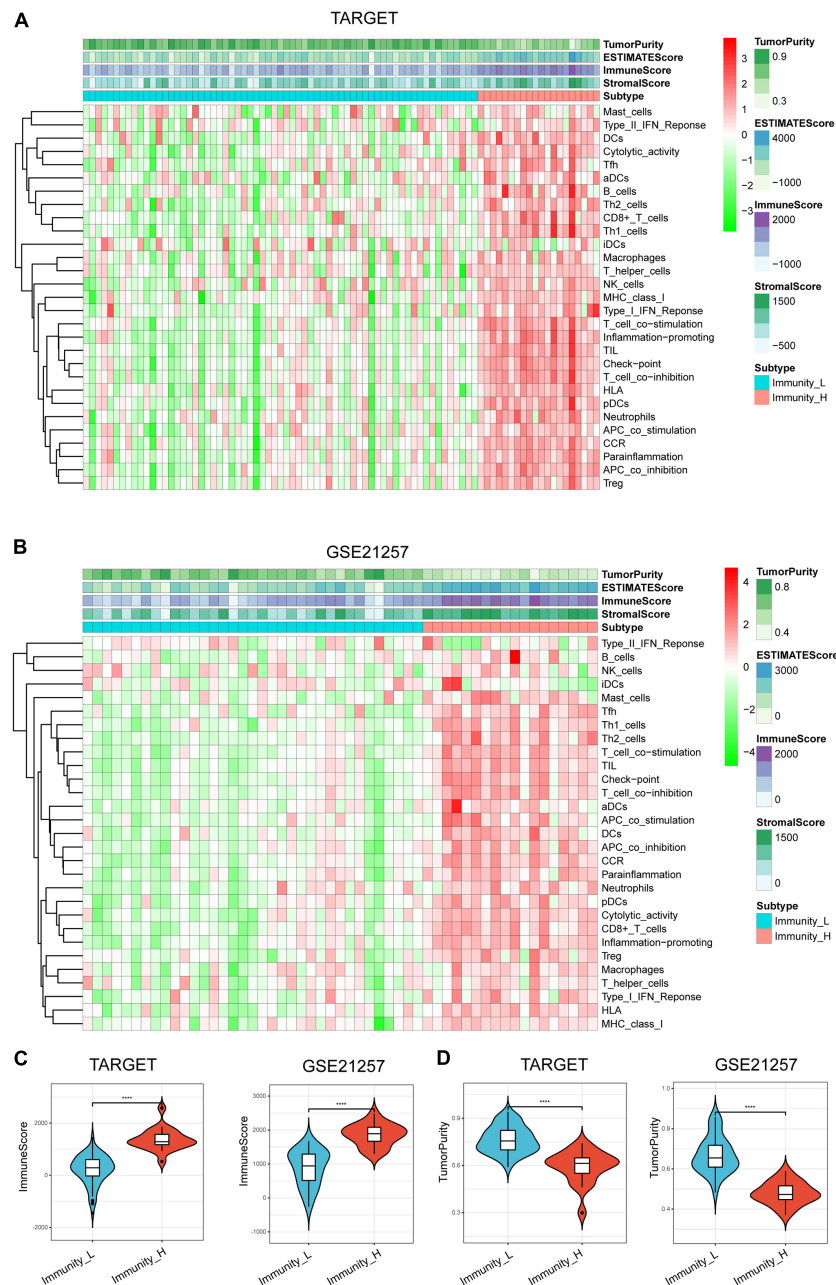 A
TARGET
TumorPurity
ESTIMATEScore
ImmuneScore
StromalScore
Subtype
Mast_cells
Type_II_IFN_Reponse
DCs
Cytolytic_activity
Tfh
aDCs
B_cells
Th2_cells
CD8+_T_cells
Th1_cells
iDCs
Macrophages
T_helper_cells
NK_cells
MHC_class_I
Type_I_IFN_Reponse
T_cell_co-stimulation
Inflammation-promoting
TIL
Check-point
T_cell_co-inhibition
HLA
pDCs
Neutrophils
APC_co_stimulation
CCR
Parainflammation
APC_co_inhibition
Treg
3
2
1
0
−1
−2
−3
TumorPurity
0.9
0.3
ESTIMATEScore
4000
−1000
ImmuneScore
2000
−1000
StromalScore
1500
−500
Subtype
Immunity_L
Immunity_H
B
GSE21257
TumorPurity
ESTIMATEScore
ImmuneScore
StromalScore
Subtype
Type_II_IFN_Reponse
B_cells
NK_cells
iDCs
Mast_cells
Tfh
Th1_cells
Th2_cells
T_cell_co−stimulation
TIL
Check−point
T_cell_co−inhibition
aDCs
APC_co_stimulation
DCs
APC_co_inhibition
CCR
Parainflammation
Neutrophils
pDCs
Cytolytic_activity
CD8+_T_cells
Inflammation−promoting
Treg
Macrophages
T_helper_cells
Type_I_IFN_Reponse
HLA
MHC_class_I
4
2
0
−2
−4
TumorPurity
0.8
0.4
ESTIMATEScore
3000
0
ImmuneScore
2000
0
StromalScore
1500
0
Subtype
Immunity_L
Immunity_H
C
TARGET
ImmuneScore
2000
0
-2000
****
Immunity_L
Immunity_H
GSE21257
ImmuneScore
3000
2000
1000
0
-1000
****
Immunity_L
Immunity_H
D
TARGET
TumorPurity
0.9
0.6
0.3
****
Immunity_L
Immunity_H
GSE21257
TumorPurity
1.0
0.8
0.6
0.4
****
Immunity_L
Immunity_H